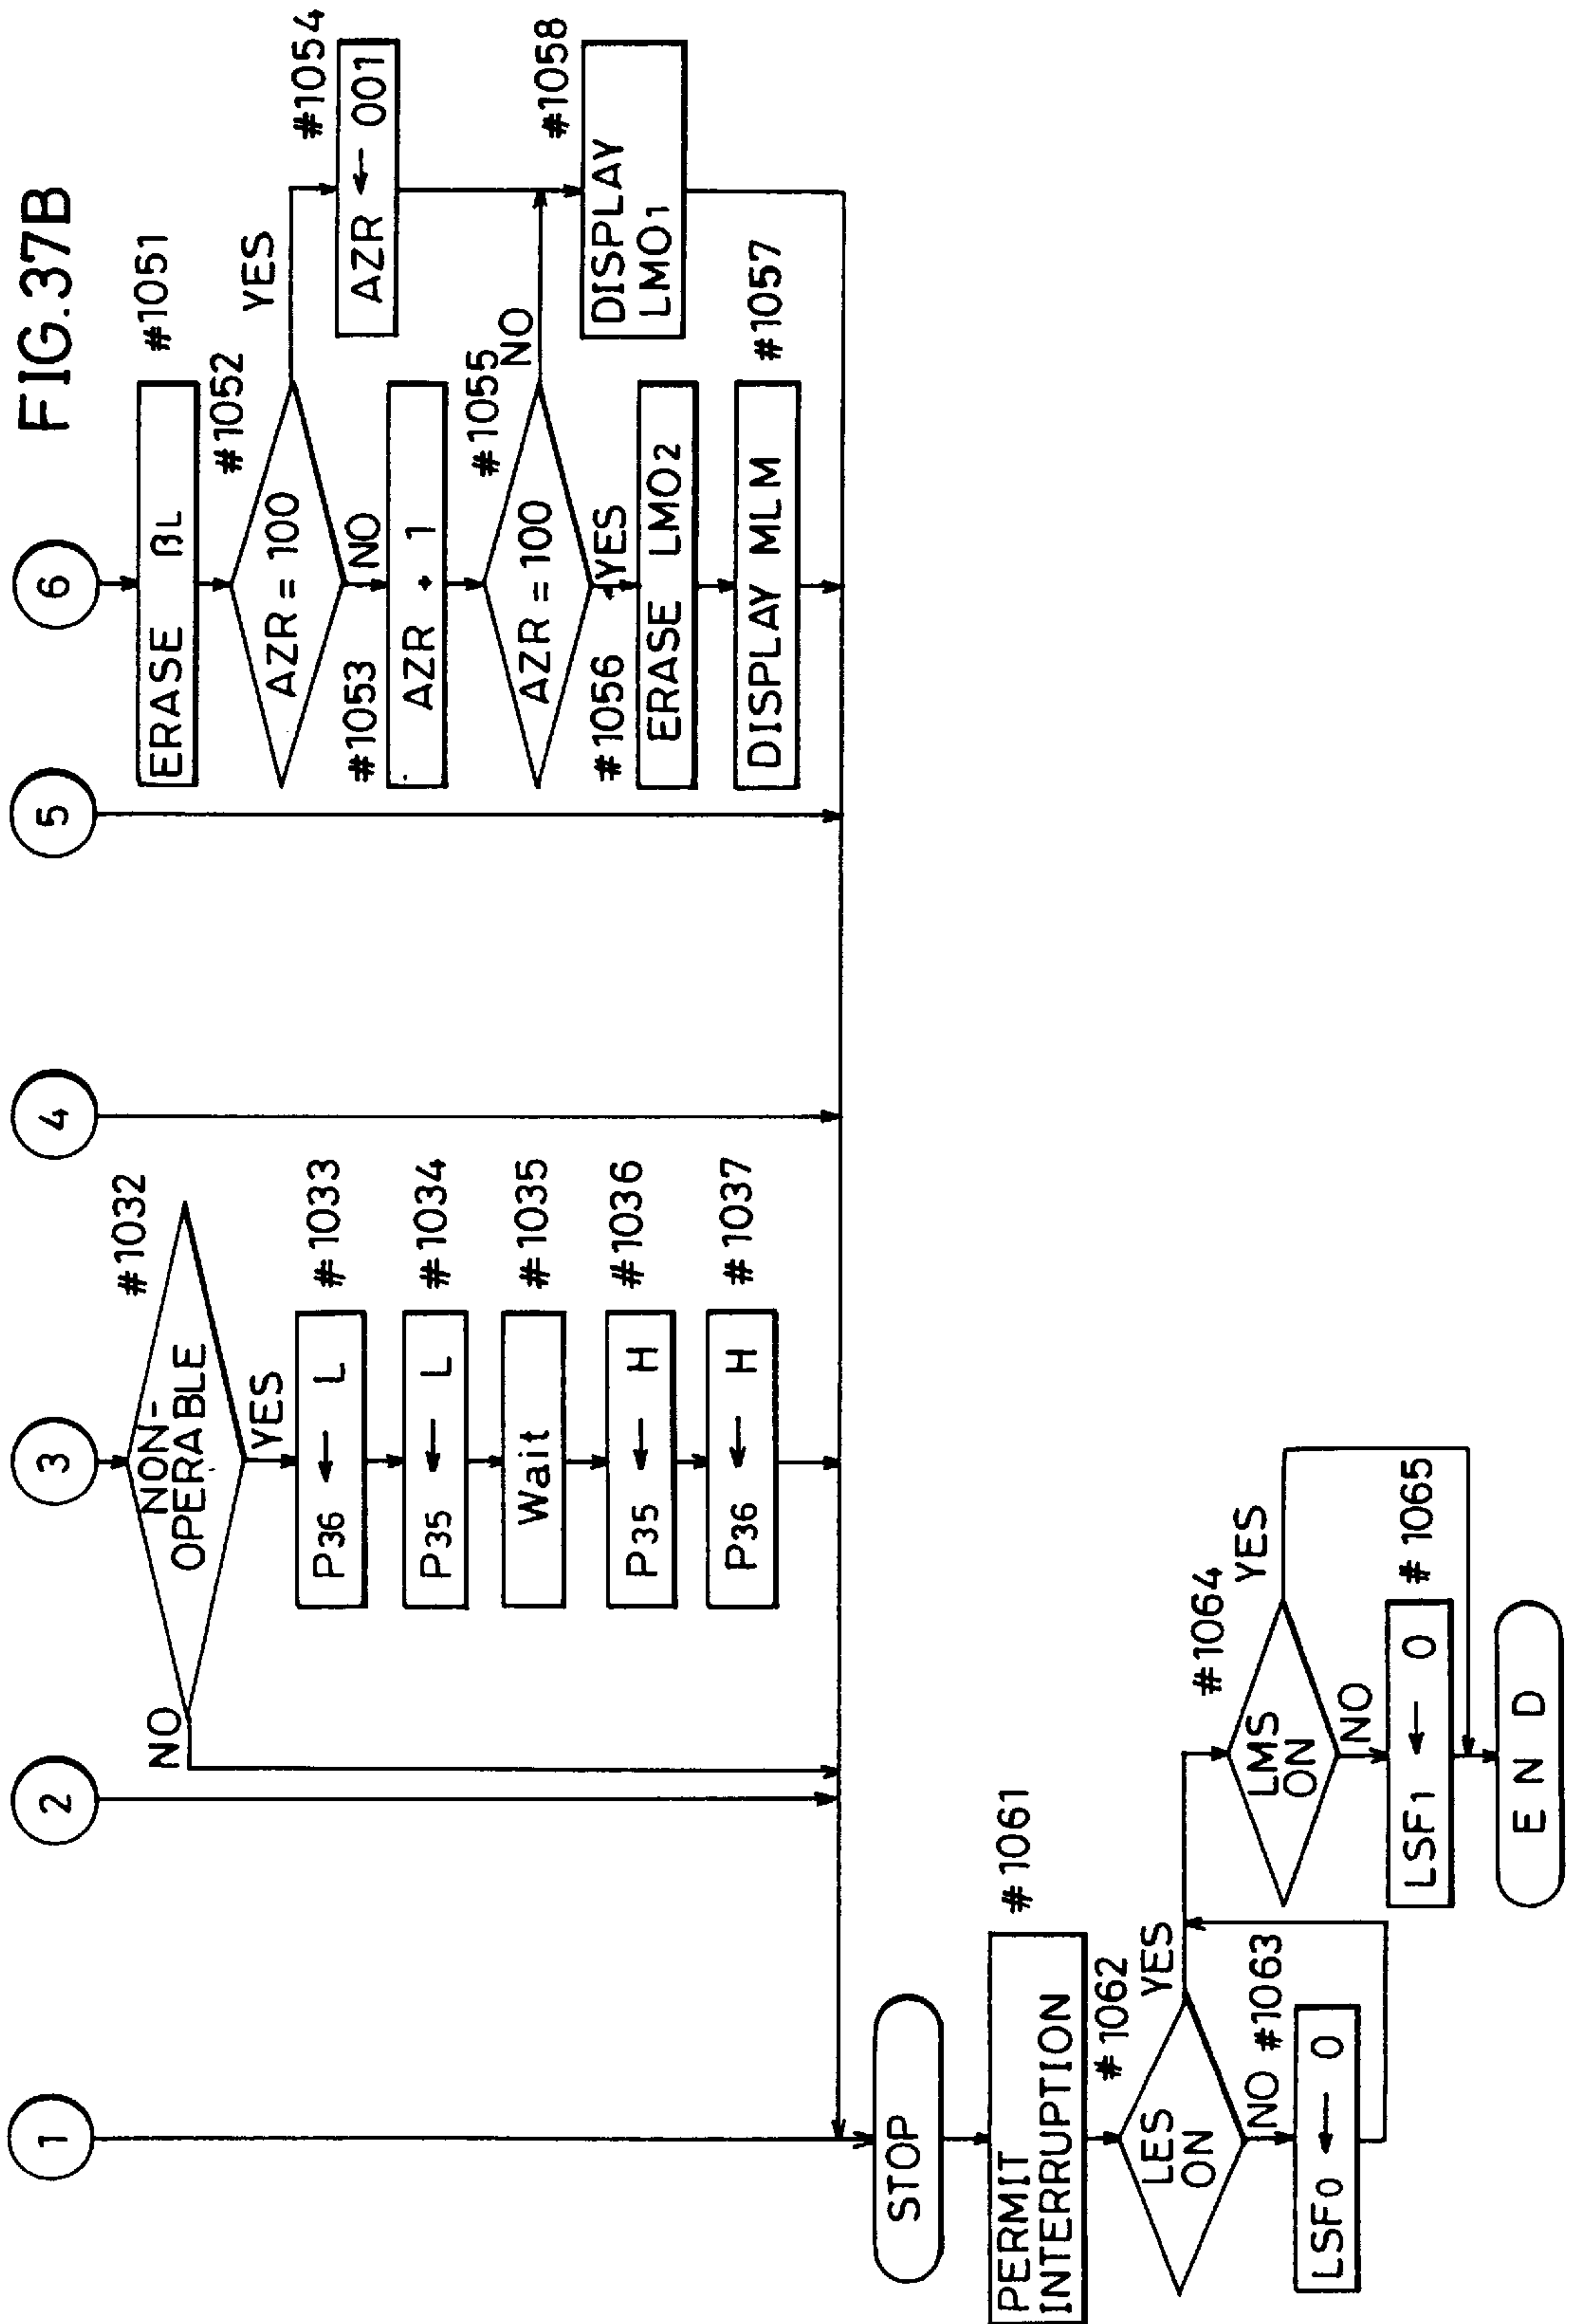 FIG.37B
1
2
3
4
5
6
NON-
OPERABLE
#1032
NO
YES
P36 ← L
#1033
P35 ← L
#1034
Wait
#1035
P35 ← H
#1036
P36 ← H
#1037
ERASE βL
#1051
AZR = 100
#1052
YES
NO
AZR ← 001
#1054
#1053
AZR + 1
AZR = 100
#1055
NO
YES
#1056
ERASE LMO2
DISPLAY MLM
#1057
DISPLAY
LMO1
#1058
STOP
PERMIT
INTERRUPTION
#1061
LES
ON
#1062
YES
NO
#1063
LSF0 ← 0
LMS
ON
#1064
YES
NO
LSF1 ← 0
#1065
END